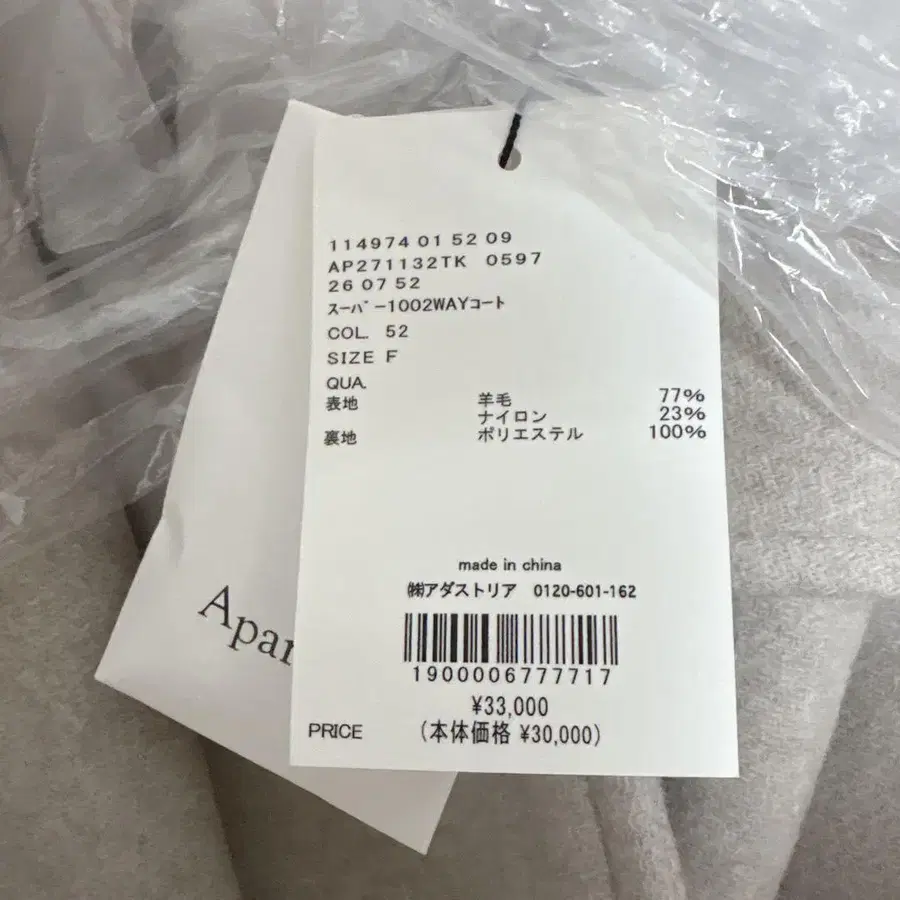 114974 01 52 09
AP271132TK 0597
26 07 52
ｽｰﾊﾟｰ1002WAYコート
COL. 52
SIZE F
QUA.
表地 羊毛 77%
ナイロン 23%
裏地 ポリエステル 100%
made in china
㈱アダストリア 0120-601-162
1900006777717
¥33,000
PRICE (本体価格 ¥30,000)
Apar